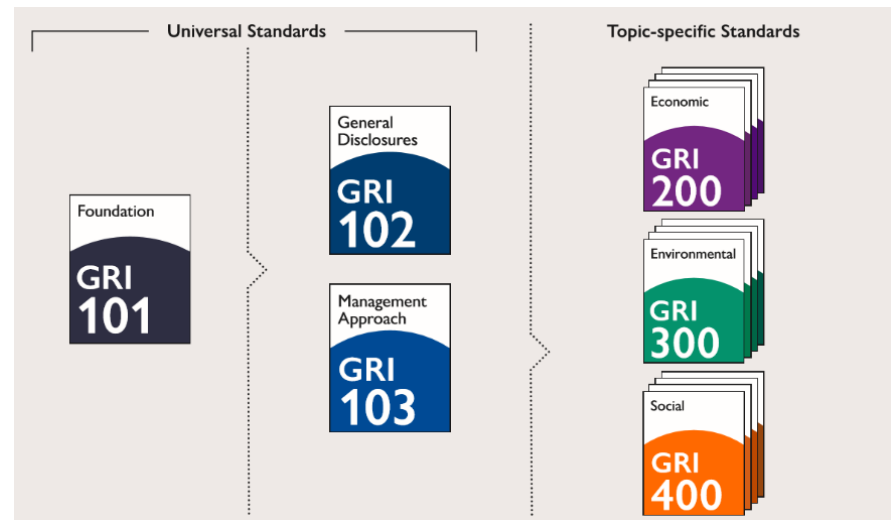 Universal Standards
Topic-specific Standards
Foundation
GRI
101
General
Disclosures
GRI
102
Management
Approach
GRI
103
Economic
GRI
200
Environmental
GRI
300
Social
GRI
400